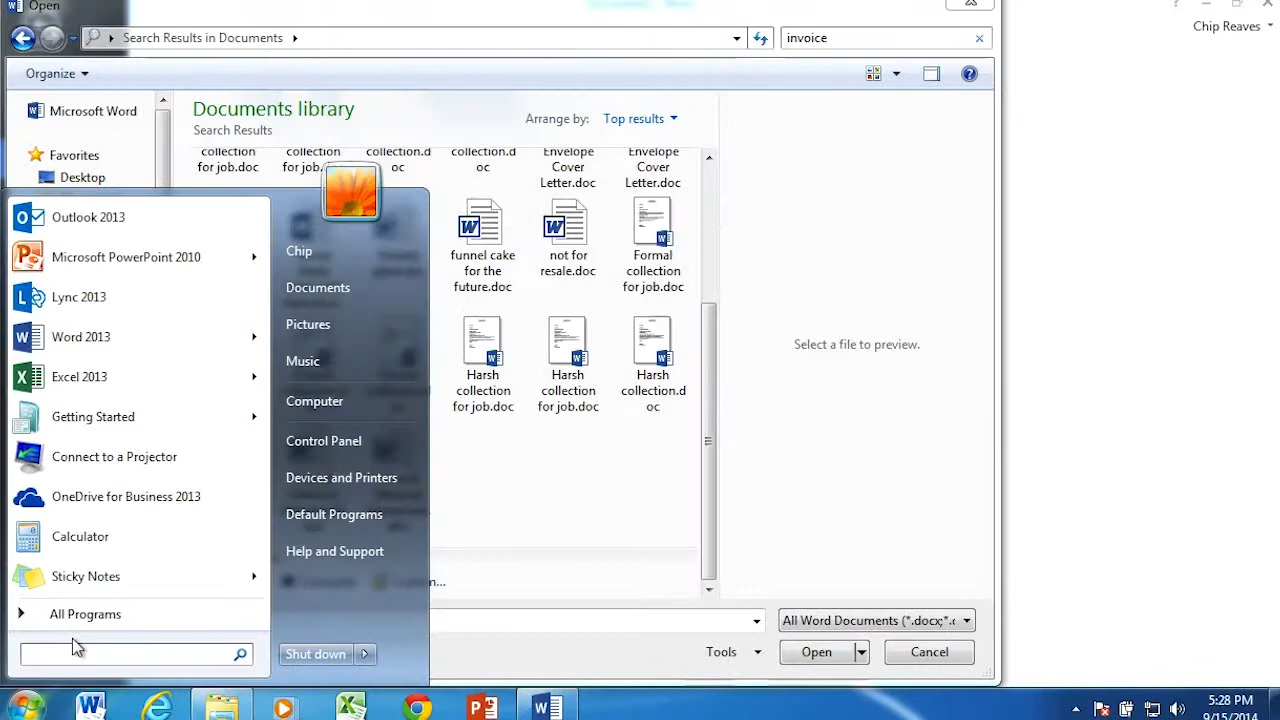 Open
Chip Reaves
Search Results in Documents
invoice
Organize
Microsoft Word
Favorites
Desktop
Documents library
Search Results
Arrange by:
Top results
collection
for job.doc
collection
for job.doc
collection.d
oc
collection.d
oc
Envelope
Cover
Letter.doc
Envelope
Cover
Letter.doc
funnel cake
for the
future.doc
not for
resale.doc
Formal
collection
for job.doc
Harsh
collection
for job.doc
Harsh
collection
for job.doc
Harsh
collection.d
oc
Select a file to preview.
Outlook 2013
Microsoft PowerPoint 2010
Lync 2013
Word 2013
Excel 2013
Getting Started
Connect to a Projector
OneDrive for Business 2013
Calculator
Sticky Notes
All Programs
Chip
Documents
Pictures
Music
Computer
Control Panel
Devices and Printers
Default Programs
Help and Support
Shut down
All Word Documents (*.docx;*.c
Tools
Open
Cancel
5:28 PM
9/15/2014